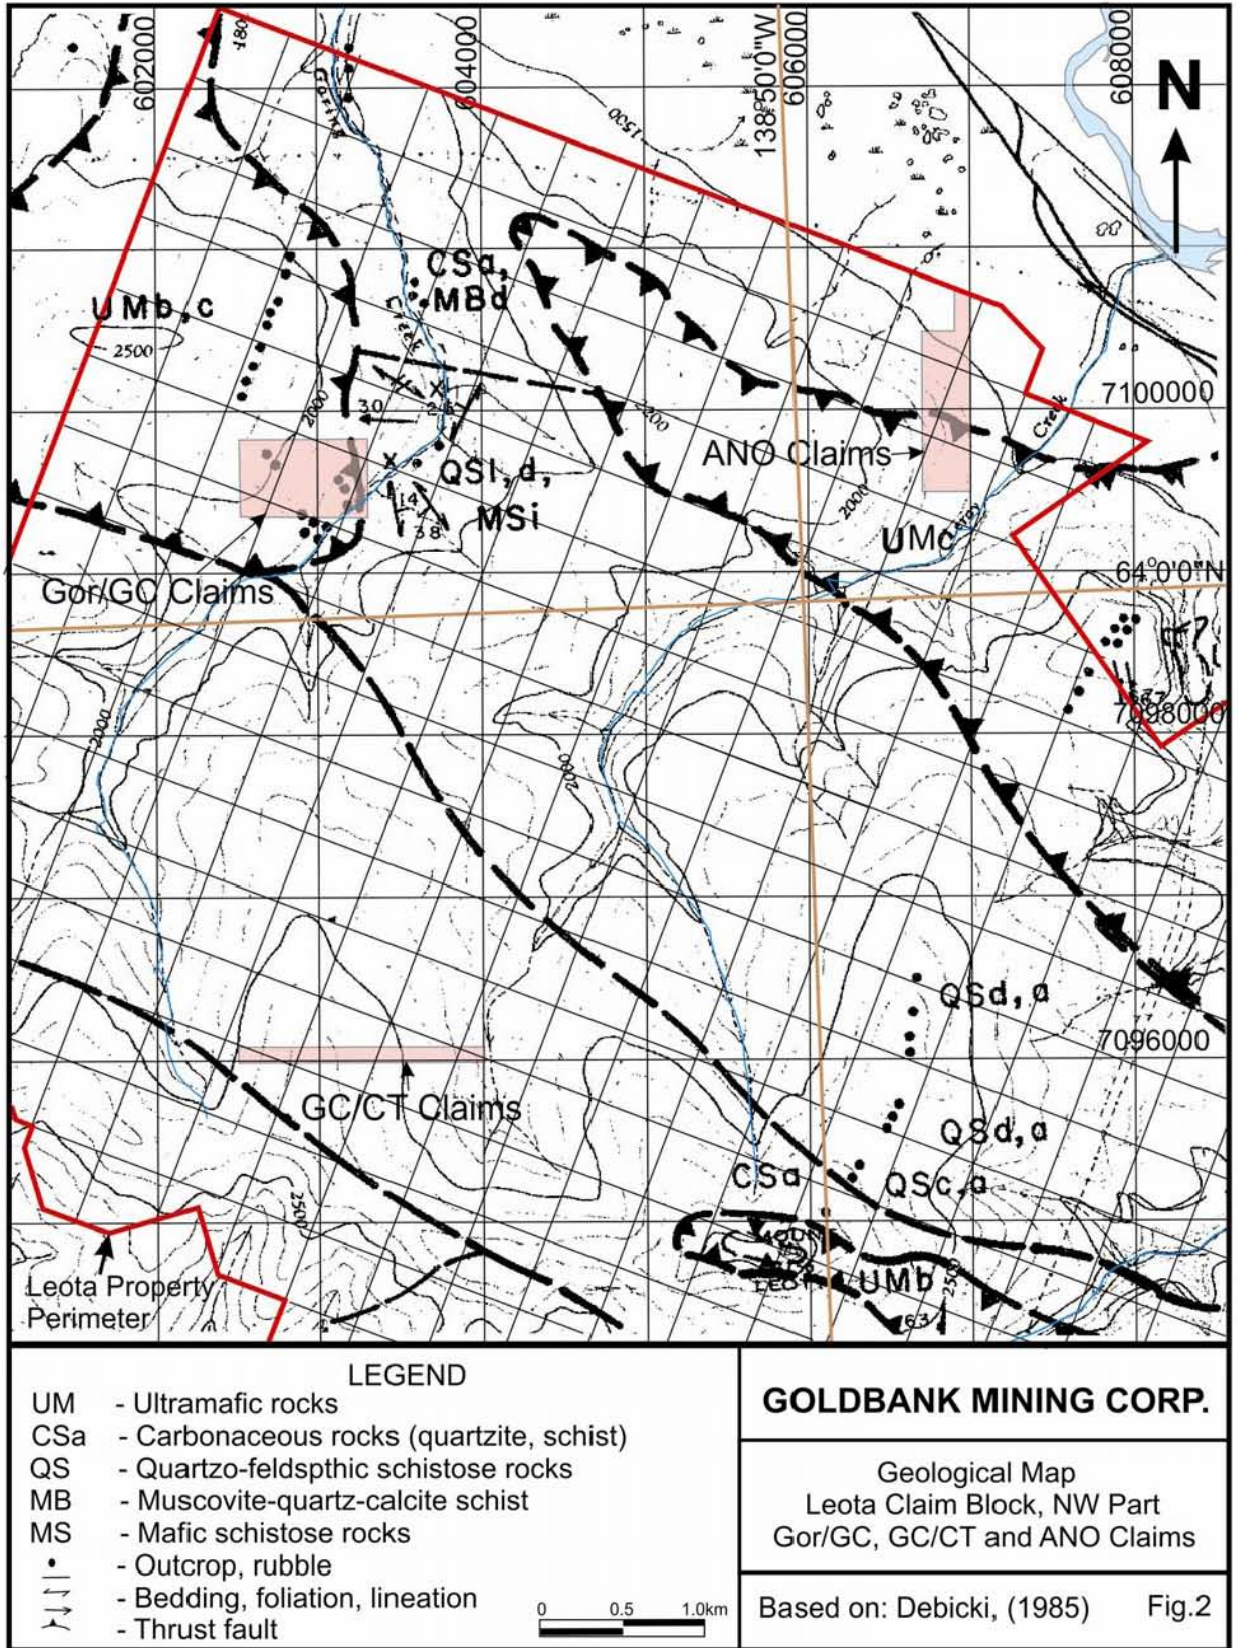 602000
180
604000
138°50'0"W
606000
608000
N
1500
CSa,
MBd
UMb,c
2500
Creek
7100000
2000
30
2200
Creek
ANO Claims
QSI,d,
14
MSi
38
2000
UMc
64°0'0"N
Gor/GC Claims
7098000
2000
2000
QSd,a
7096000
GC/CT Claims
QSd,a
CSa
QSc,a
2500
UMb
2500
63
Leota Property
Perimeter
LEGEND
UM - Ultramafic rocks
CSa - Carbonaceous rocks (quartzite, schist)
QS - Quartzo-feldspthic schistose rocks
MB - Muscovite-quartz-calcite schist
MS - Mafic schistose rocks
- Outcrop, rubble
- Bedding, foliation, lineation
- Thrust fault
0 0.5 1.0km
GOLDBANK MINING CORP.
Geological Map
Leota Claim Block, NW Part
Gor/GC, GC/CT and ANO Claims
Based on: Debicki, (1985) Fig.2